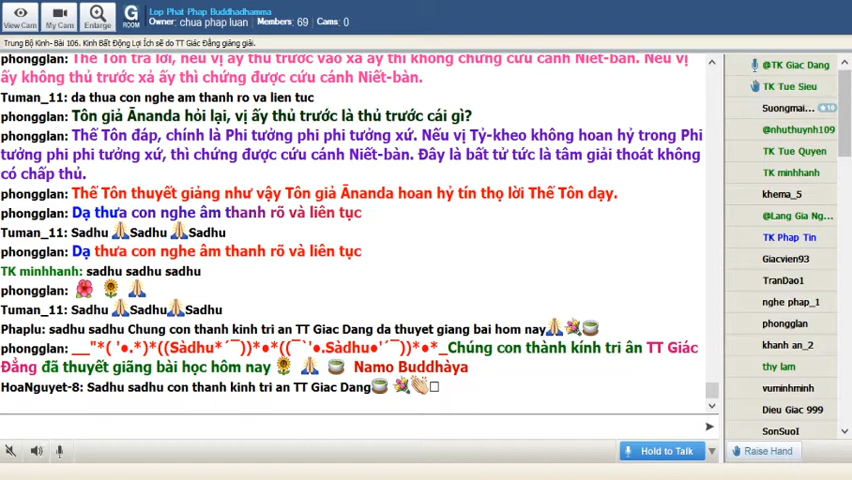 View Cam
My Cam
Enlarge
G
ROOM
Lop Phat Phap Buddhadhamma
Owner: chua phap luan Members: 69 Cams: 0
Trung Bộ Kinh- Bài 106. Kinh Bất Động Lợi Ích sẽ do TT Giác Đẳng giảng giải.
phongglan: Thế Tôn trả lời, nếu vị ấy thủ trước vào xả ấy thì không chứng cứu cánh Niết-bàn. Nếu vị
ấy không thủ trước xả ấy thì chứng được cứu cánh Niết-bàn.
Tuman_11: da thua con nghe am thanh ro va lien tuc
phongglan: Tôn giả Ānanda hỏi lại, vị ấy thủ trước là thủ trước cái gì?
phongglan: Thế Tôn đáp, chính là Phi tưởng phi phi tưởng xứ. Nếu vị Tỷ-kheo không hoan hỷ trong Phi
tưởng phi phi tưởng xứ, thì chứng được cứu cánh Niết-bàn. Đây là bất tử tức là tâm giải thoát không
có chấp thủ.
phongglan: Thế Tôn thuyết giảng như vậy Tôn giả Ānanda hoan hỷ tín thọ lời Thế Tôn dạy.
phongglan: Dạ thưa con nghe âm thanh rõ và liên tục
Tuman_11: Sadhu 🙏Sadhu 🙏Sadhu
phongglan: Dạ thưa con nghe âm thanh rõ và liên tục
TK minhhanh: sadhu sadhu sadhu
phongglan: 🌺 🌻 🙏
Tuman_11: Sadhu 🙏Sadhu🙏Sadhu
Phaplu: sadhu sadhu Chung con thanh kinh tri an TT Giac Dang da thuyet giang bai hom nay🙏💐🍵
phongglan: __"*( '•.*)*((Sàdhu*´¯))*•*((¯`'•.Sàdhu•'´¯))*•*_Chúng con thành kính tri ân TT Giác
Đẳng đã thuyết giãng bài học hôm nay 🌻 🙏 🍵 Namo Buddhàya
HoaNguyet-8: Sadhu sadhu con thanh kinh tri an TT Giac Dang🍵 💐👏□
@TK Giac Dang
TK Tue Sieu
Suongmai...
@nhuthuynh109
TK Tue Quyen
TK minhhanh
khema_5
@Lang Gia Ng...
TK Phap Tin
Giacvien93
TranDao1
nghe phap_1
phongglan
khanh an_2
thy lam
vuminhminh
Dieu Giac 999
SonSuoI
Hold to Talk
Raise Hand